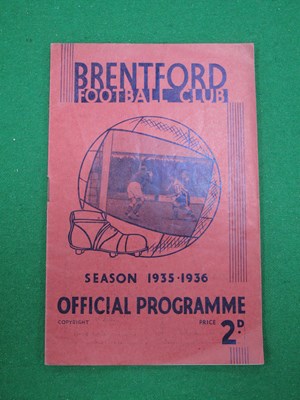 BRENTFORD
FOOTBALL CLUB
SEASON 1935-1936
OFFICIAL PROGRAMME
COPYRIGHT PRICE 2D.